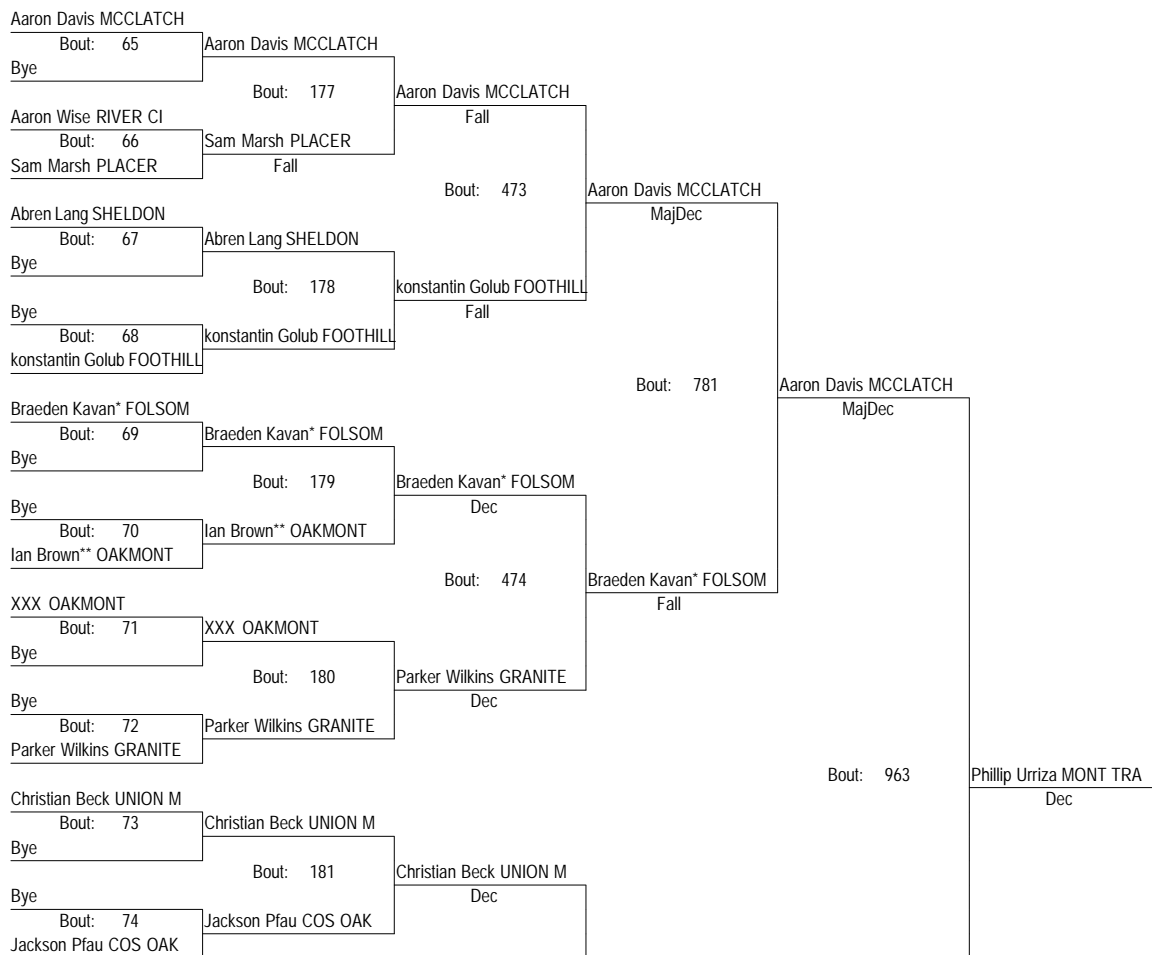 Aaron Davis MCCLATCH
Bout: 65
Aaron Davis MCCLATCH
Bye
Bout: 177
Aaron Davis MCCLATCH
Fall
Aaron Wise RIVER CI
Bout: 66
Sam Marsh PLACER
Sam Marsh PLACER
Fall
Bout: 473
Aaron Davis MCCLATCH
MajDec
Abren Lang SHELDON
Bout: 67
Abren Lang SHELDON
Bye
Bout: 178
konstantin Golub FOOTHILL
Fall
Bye
Bout: 68
konstantin Golub FOOTHILL
konstantin Golub FOOTHILL
Bout: 781
Aaron Davis MCCLATCH
MajDec
Braeden Kavan* FOLSOM
Bout: 69
Braeden Kavan* FOLSOM
Bye
Bout: 179
Braeden Kavan* FOLSOM
Dec
Bye
Bout: 70
Ian Brown** OAKMONT
Ian Brown** OAKMONT
Bout: 474
Braeden Kavan* FOLSOM
Fall
XXX OAKMONT
Bout: 71
XXX OAKMONT
Bye
Bout: 180
Parker Wilkins GRANITE
Dec
Bye
Bout: 72
Parker Wilkins GRANITE
Parker Wilkins GRANITE
Bout: 963
Phillip Urriza MONT TRA
Dec
Christian Beck UNION M
Bout: 73
Christian Beck UNION M
Bye
Bout: 181
Christian Beck UNION M
Dec
Bye
Bout: 74
Jackson Pfau COS OAK
Jackson Pfau COS OAK